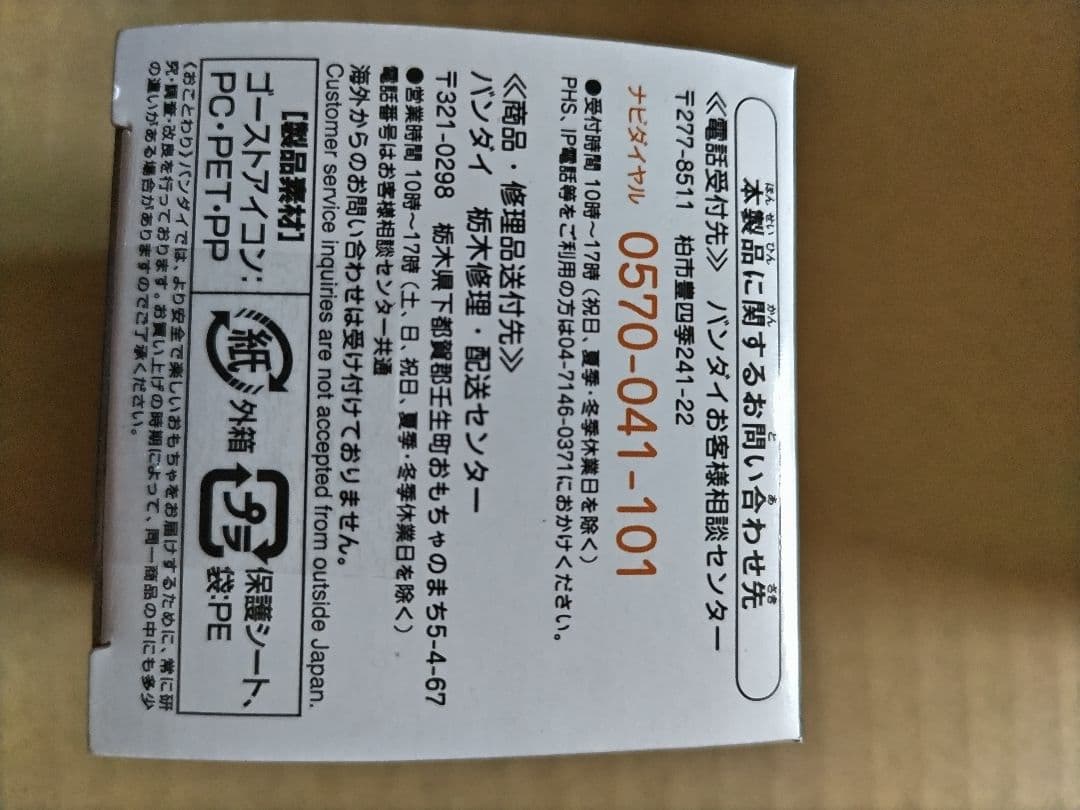 本製品に関するお問い合わせ先
ほん せい ひん かん と あ さき
≪電話受付先≫ バンダイお客様相談センター
〒277-8511 柏市豊四季241-22
ナビダイヤル 0570-041-101
●受付時間 10時～17時（祝日、夏季・冬季休業日を除く）
PHS、IP電話等をご利用の方は04-7146-0371におかけください。
≪商品・修理品送付先≫
バンダイ 栃木修理・配送センター
〒321-0298 栃木県下都賀郡壬生町おもちゃのまち5-4-67
●営業時間 10時～17時（土、日、祝日、夏季・冬季休業日を除く）
電話番号はお客様相談センター共通
海外からのお問い合わせは受け付けておりません。
Customer service inquiries are not accepted from outside Japan.
［製品素材］
ゴーストアイコン:
PC・PET・PP
紙 外箱
プラ 保護シート、
袋:PE
《おことわり》バンダイでは、より安全で楽しいおもちゃをお届けするために、常に研
究・調査・改良を行っております。お買い上げの時期によって、同一商品の中にも多少
の違いがある場合がありますのでご了承ください。